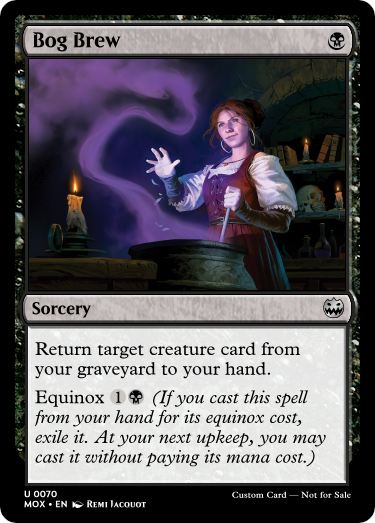 Bog Brew
Sorcery
Return target creature card from
your graveyard to your hand.
Equinox 1 (If you cast this spell
from your hand for its equinox cost,
exile it. At your next upkeep, you may
cast it without paying its mana cost.)
U 0070
MOX • EN Remi Jacquot
Custom Card — Not for Sale